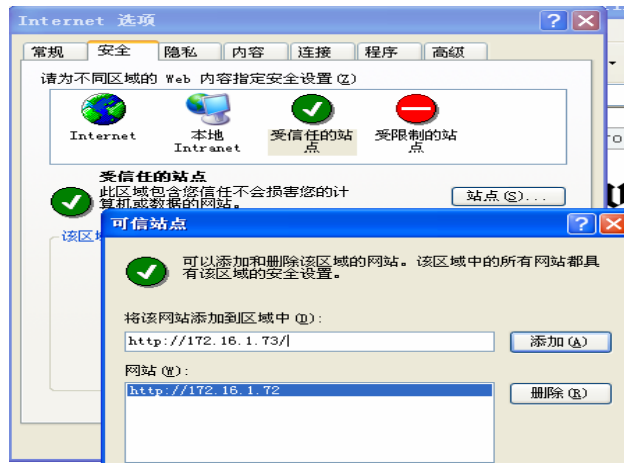 Internet 选项
常规 安全 隐私 内容 连接 程序 高级
请为不同区域的 Web 内容指定安全设置(Z)
Internet 本地 受信任的站 受限制的站
Intranet 点 点
受信任的站点
此区域包含您信任不会损害您的计
算机或数据的网站。
站点(S)...
该区
可信站点
可以添加和删除该区域的网站。该区域中的所有网站都具
有该区域的安全设置。
将该网站添加到区域中(D):
http://172.16.1.73/
添加(A)
网站(W):
http://172.16.1.72
删除(R)